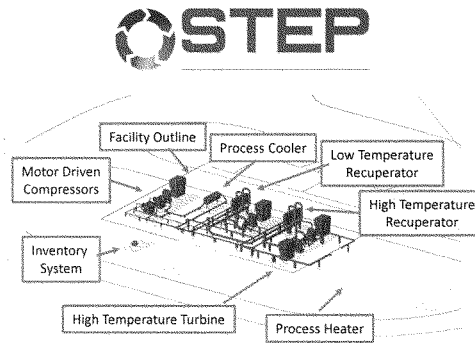 STEP
Facility Outline
Process Cooler
Low Temperature
Recuperator
Motor Driven
Compressors
High Temperature
Recuperator
Inventory
System
High Temperature Turbine
Process Heater